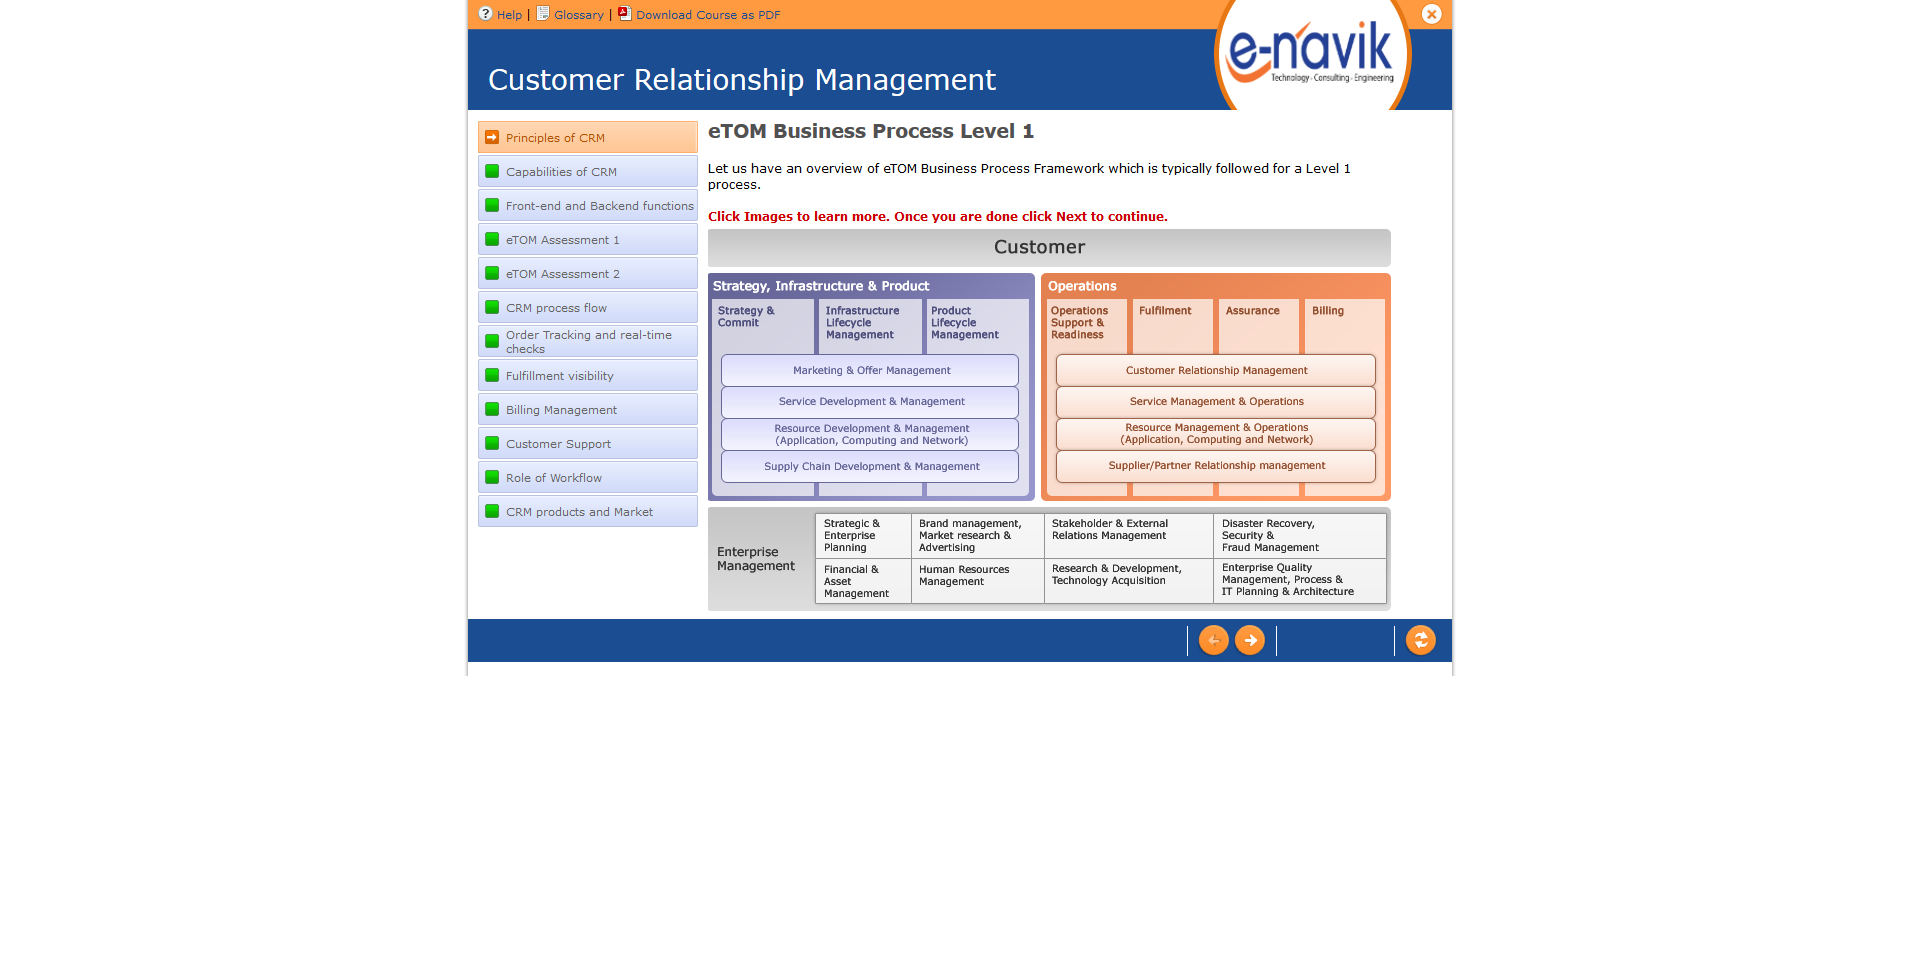 Help | Glossary | Download Course as PDF
e-navik
Technology - Consulting - Engineering
Customer Relationship Management
Principles of CRM
Capabilities of CRM
Front-end and Backend functions
eTOM Assessment 1
eTOM Assessment 2
CRM process flow
Order Tracking and real-time
checks
Fulfillment visibility
Billing Management
Customer Support
Role of Workflow
CRM products and Market
eTOM Business Process Level 1
Let us have an overview of eTOM Business Process Framework which is typically followed for a Level 1
process.
Click Images to learn more. Once you are done click Next to continue.
Customer
Strategy, Infrastructure & Product
Strategy &
Commit
Infrastructure
Lifecycle
Management
Product
Lifecycle
Management
Marketing & Offer Management
Service Development & Management
Resource Development & Management
(Application, Computing and Network)
Supply Chain Development & Management
Operations
Operations
Support &
Readiness
Fulfilment
Assurance
Billing
Customer Relationship Management
Service Management & Operations
Resource Management & Operations
(Application, Computing and Network)
Supplier/Partner Relationship management
Enterprise
Management
Strategic &
Enterprise
Planning
Brand management,
Market research &
Advertising
Stakeholder & External
Relations Management
Disaster Recovery,
Security &
Fraud Management
Financial &
Asset
Management
Human Resources
Management
Research & Development,
Technology Acquisition
Enterprise Quality
Management, Process &
IT Planning & Architecture